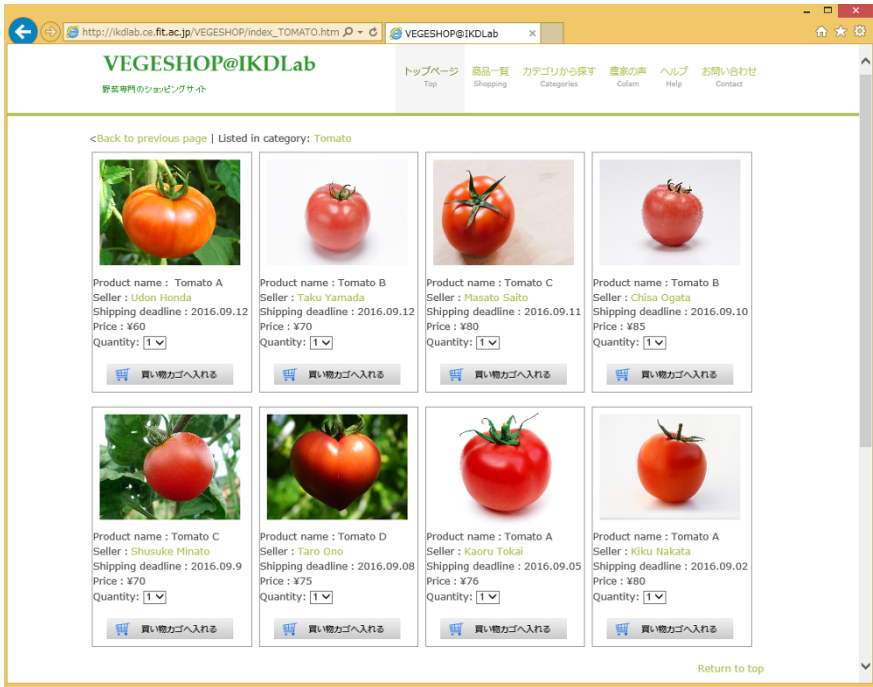 http://ikdlab.ce.fit.ac.jp/VEGESHOP/index_TOMATO.htm
VEGESHOP@IKDLab
VEGESHOP@IKDLab
野菜専門のショッピングサイト
トップページ 商品一覧 カテゴリから探す 農家の声 ヘルプ お問い合わせ
Top Shopping Categories Colam Help Contact
<Back to previous page | Listed in category: Tomato
Product name : Tomato A
Seller : Udon Honda
Shipping deadline : 2016.09.12
Price : ¥60
Quantity: 1
買い物カゴへ入れる
Product name : Tomato B
Seller : Taku Yamada
Shipping deadline : 2016.09.12
Price : ¥70
Quantity: 1
買い物カゴへ入れる
Product name : Tomato C
Seller : Masato Saito
Shipping deadline : 2016.09.11
Price : ¥80
Quantity: 1
買い物カゴへ入れる
Product name : Tomato B
Seller : Chisa Ogata
Shipping deadline : 2016.09.10
Price : ¥85
Quantity: 1
買い物カゴへ入れる
Product name : Tomato C
Seller : Shusuke Minato
Shipping deadline : 2016.09.9
Price : ¥70
Quantity: 1
買い物カゴへ入れる
Product name : Tomato D
Seller : Taro Ono
Shipping deadline : 2016.09.08
Price : ¥75
Quantity: 1
買い物カゴへ入れる
Product name : Tomato A
Seller : Kaoru Tokai
Shipping deadline : 2016.09.05
Price : ¥76
Quantity: 1
買い物カゴへ入れる
Product name : Tomato A
Seller : Kiku Nakata
Shipping deadline : 2016.09.02
Price : ¥80
Quantity: 1
買い物カゴへ入れる
Return to top